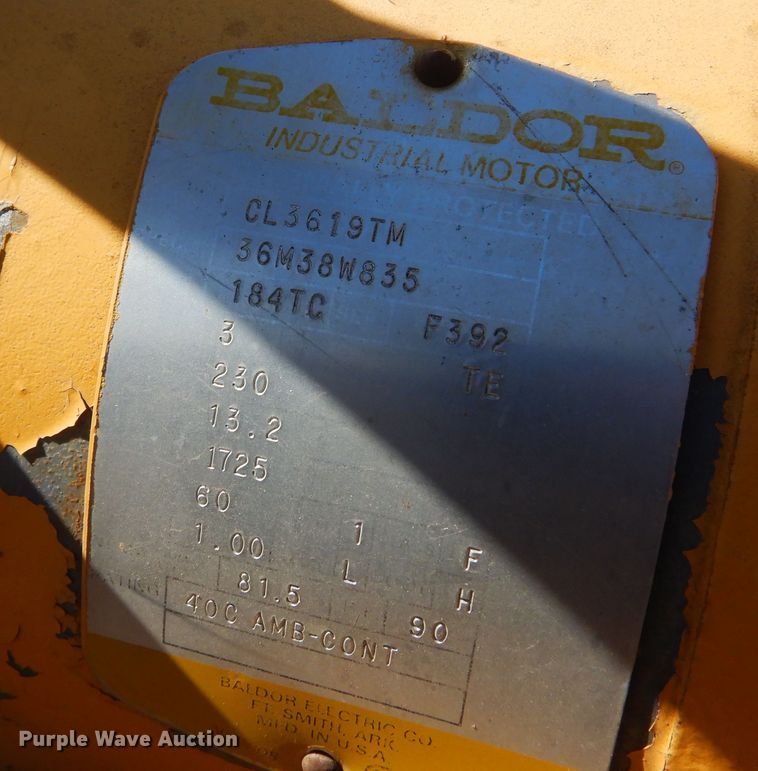 BALDOR®
INDUSTRIAL MOTOR
PROTECTED
CL3619TM
36M38W835
184TC F392
3 TE
230
13.2
1725
60 1 F
1.00 L H
81.5 90
40C AMB-CONT
BALDOR ELECTRIC CO.
FT. SMITH, ARK.
MFD. IN U.S.A.
Purple Wave Auction